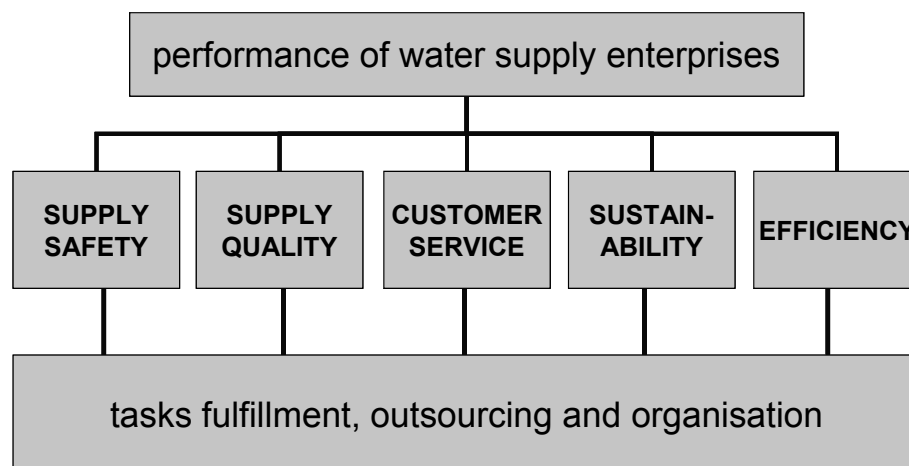 performance of water supply enterprises
SUPPLY
SAFETY
SUPPLY
QUALITY
CUSTOMER
SERVICE
SUSTAIN-
ABILITY
EFFICIENCY
tasks fulfillment, outsourcing and organisation